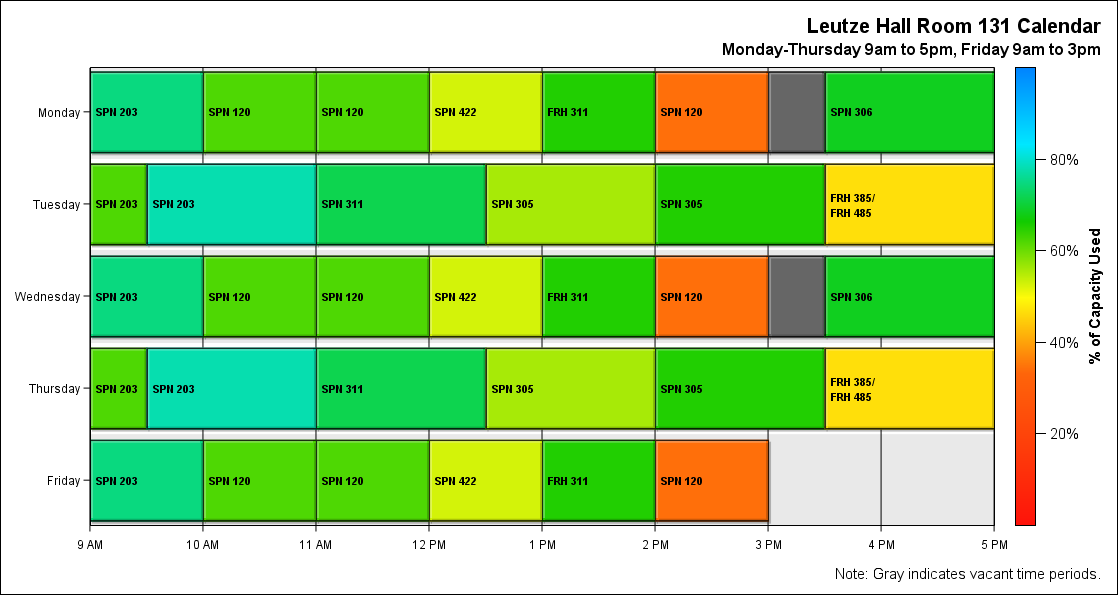 Leutze Hall Room 131 Calendar
Monday-Thursday 9am to 5pm, Friday 9am to 3pm
Monday
SPN 203
SPN 120
SPN 120
SPN 422
FRH 311
SPN 120
SPN 306
Tuesday
SPN 203
SPN 203
SPN 311
SPN 305
SPN 305
FRH 385/
FRH 485
Wednesday
SPN 203
SPN 120
SPN 120
SPN 422
FRH 311
SPN 120
SPN 306
Thursday
SPN 203
SPN 203
SPN 311
SPN 305
SPN 305
FRH 385/
FRH 485
Friday
SPN 203
SPN 120
SPN 120
SPN 422
FRH 311
SPN 120
9 AM
10 AM
11 AM
12 PM
1 PM
2 PM
3 PM
4 PM
5 PM
80%
60%
40%
20%
% of Capacity Used
Note: Gray indicates vacant time periods.